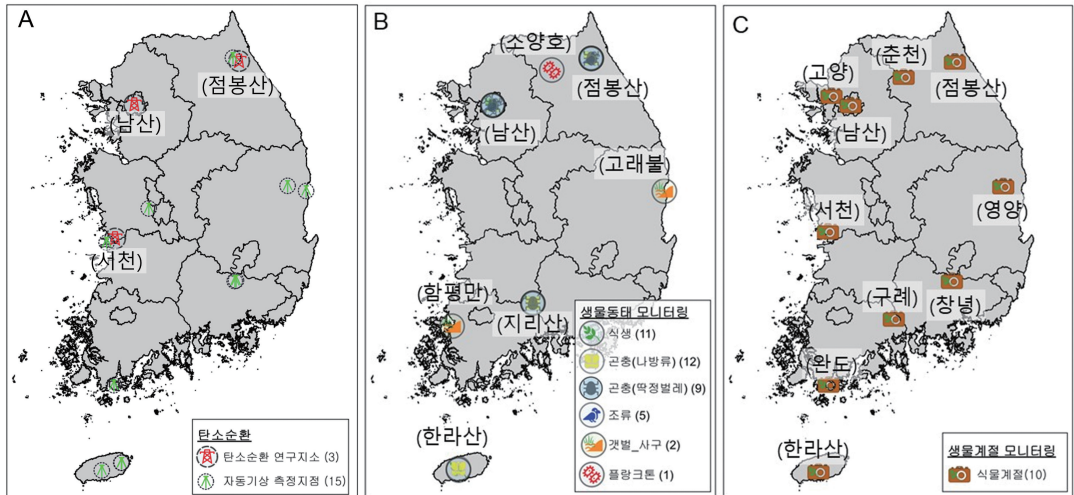 A
(점봉산)
(남산)
(서천)
탄소순환
탄소순환 연구지소 (3)
자동기상 측정지점 (15)
B
(소양호)
(점봉산)
(남산)
(고래불)
(함평만)
(지리산)
(한라산)
생물동태 모니터링
식생 (11)
곤충(나방류) (12)
곤충(딱정벌레) (9)
조류 (5)
갯벌_사구 (2)
플랑크톤 (1)
C
(춘천)
(고양)
(점봉산)
(남산)
(영양)
(서천)
(구례)
(창녕)
(완도)
(한라산)
생물계절 모니터링
식물계절(10)